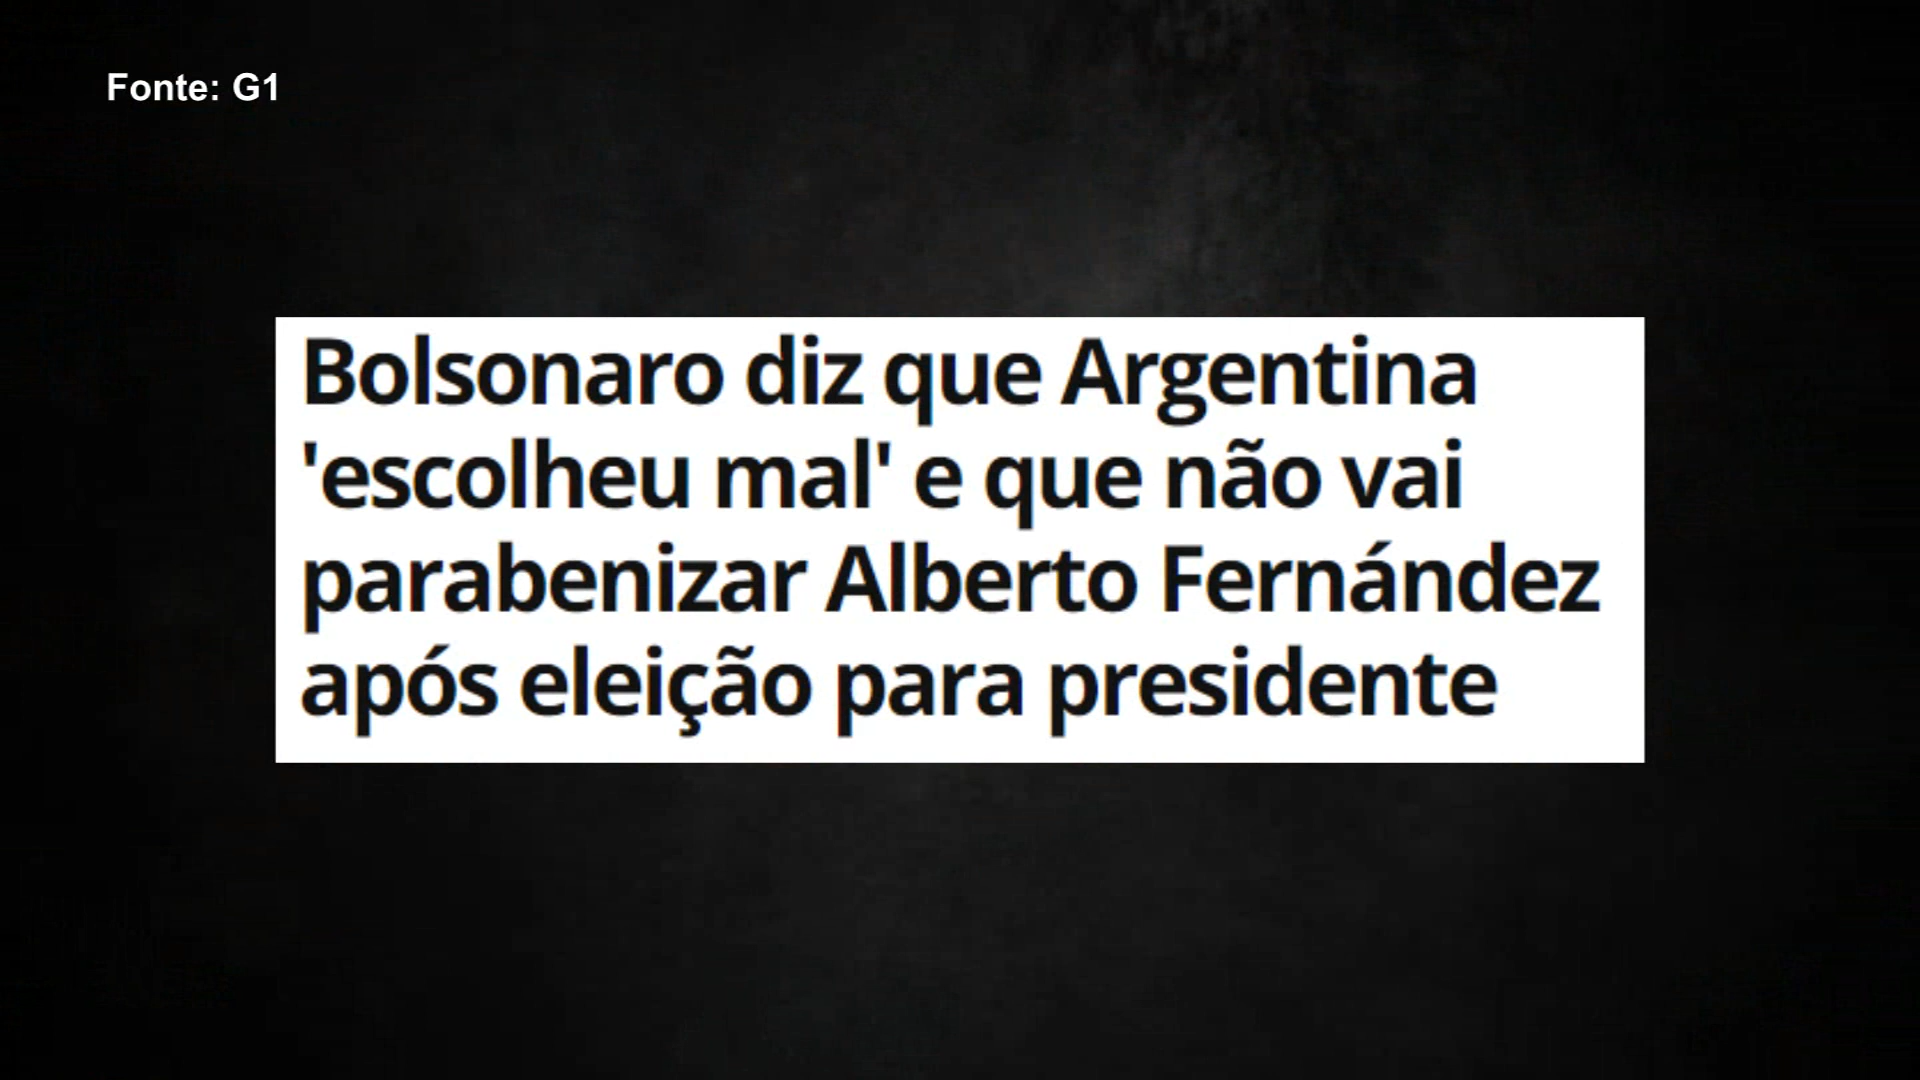 Fonte: G1
Bolsonaro diz que Argentina
'escolheu mal' e que não vai
parabenizar Alberto Fernández
após eleição para presidente